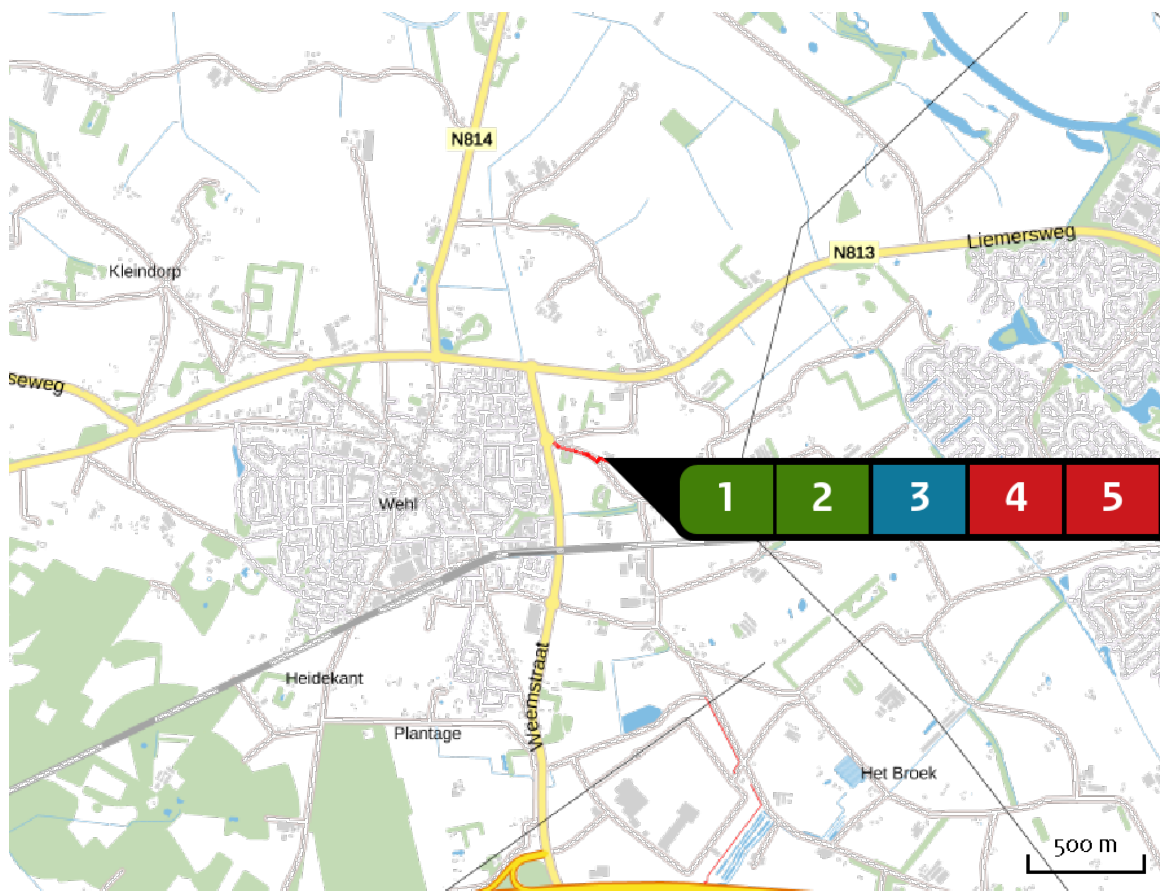 N814
Liemersweg
N813
Kleindorp
seweg
1 2 3 4 5
Wehl
Weemstraat
Heidekant
Plantage
Het Broek
500 m